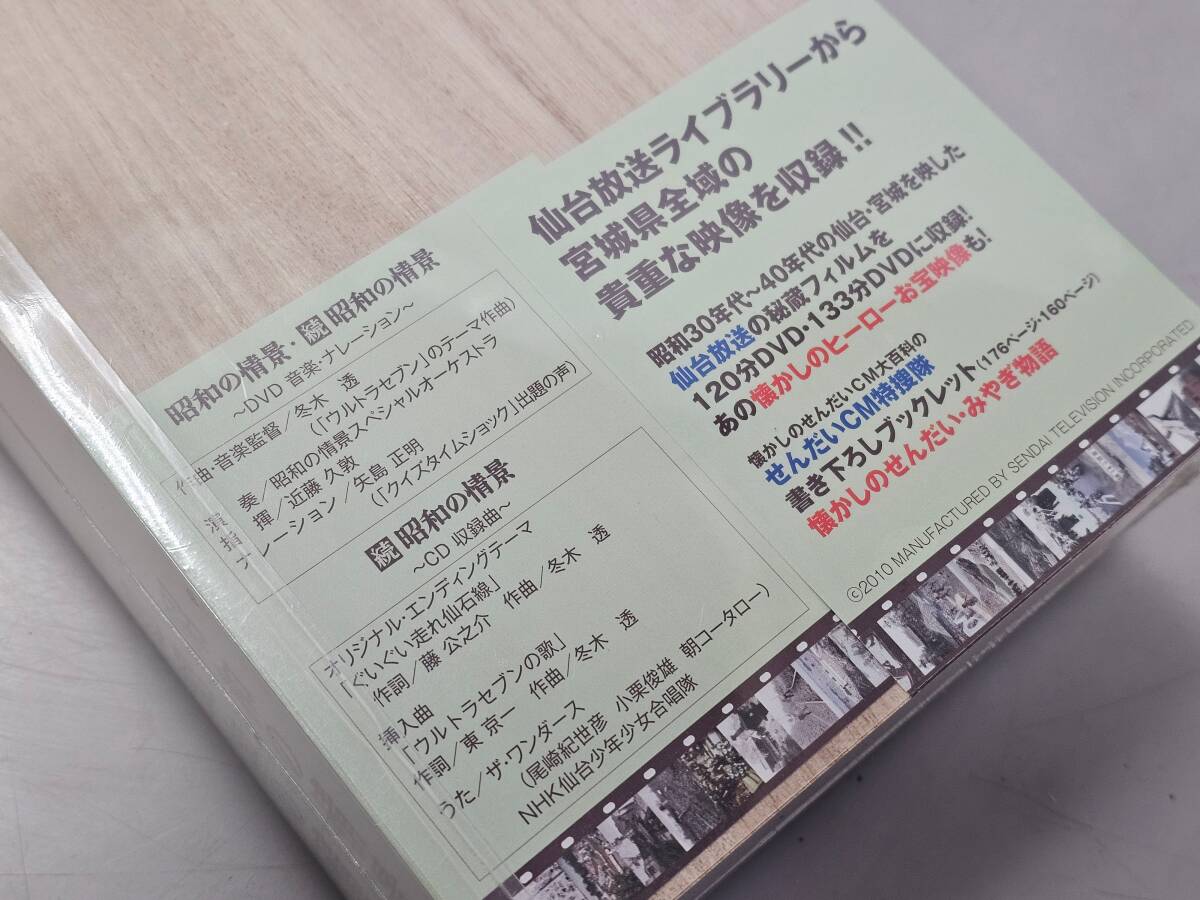 仙台放送ライブラリーから
宮城県全域の
貴重な映像を収録!!
昭和30年代~40年代の仙台・宮城を映した
仙台放送の秘蔵フィルムを
120分DVD・133分DVDに収録!
あの懐かしのヒーローお宝映像も!
懐かしのせんだいCM大百科の
せんだいCM特捜隊
書き下ろしブックレット(176ページ・160ページ)
懐かしのせんだい・みやぎ物語
©2010 MANUFACTURED BY SENDAI TELEVISION INCORPORATED.
昭和の情景・続昭和の情景
~DVD 音楽・ナレーション~
作曲・音楽監督/冬木 透
(「ウルトラセブン」のテーマ作曲)
演 奏/昭和の情景スペシャルオーケストラ
指 揮/近藤 久敦
ナレーション/矢島 正明
(「クイズタイムショック」出題の声)
続昭和の情景
~CD 収録曲~
オリジナル・エンディングテーマ
「ぐいぐい走れ仙石線」
作詞/藤 公之介 作曲/冬木 透
挿入曲
「ウルトラセブンの歌」
作詞/東 京一 作曲/冬木 透
うた/ザ・ワンダース
(尾崎紀世彦 小栗俊雄 朝コータロー)
NHK仙台少年少女合唱隊